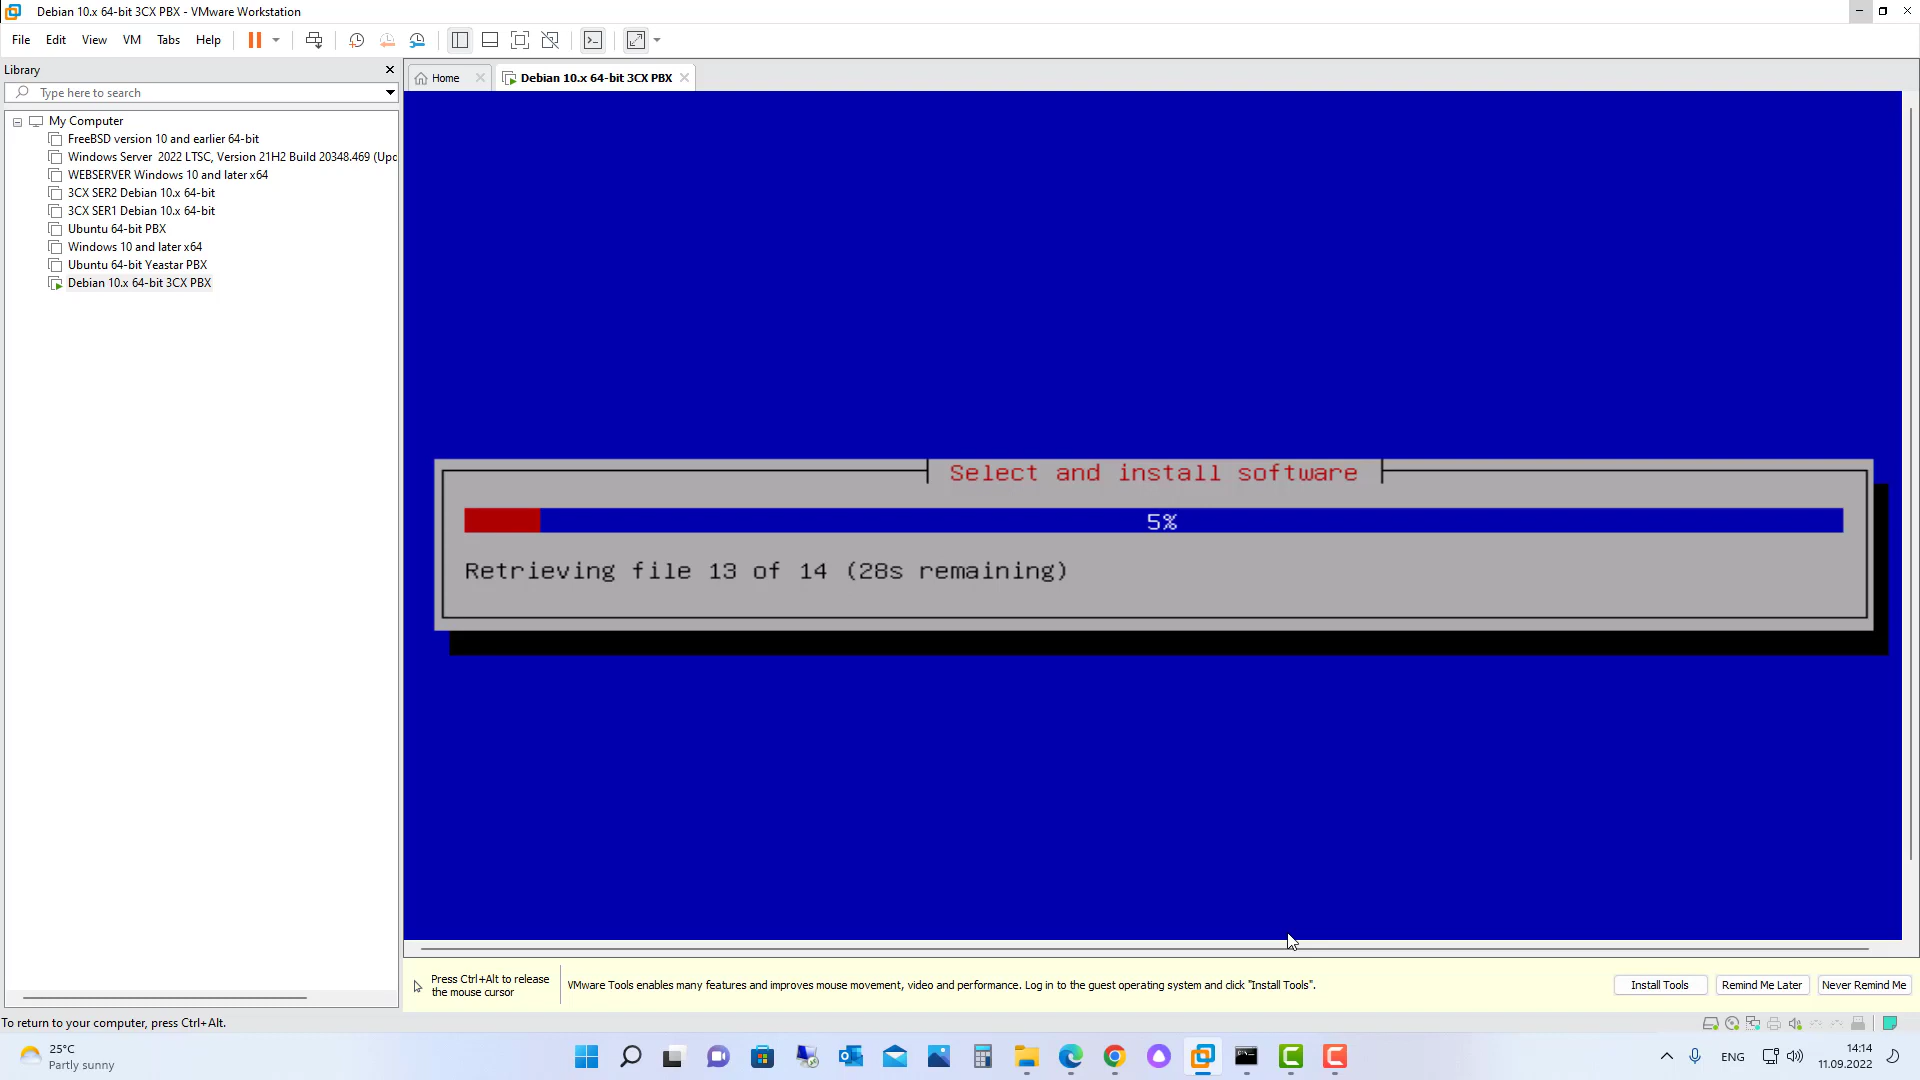 Debian 10.x 64-bit 3CX PBX - VMware Workstation
File Edit View VM Tabs Help
Library
Type here to search
My Computer
FreeBSD version 10 and earlier 64-bit
Windows Server 2022 LTSC, Version 21H2 Build 20348.469 (Upc
WEBSERVER Windows 10 and later x64
3CX SER2 Debian 10.x 64-bit
3CX SER1 Debian 10.x 64-bit
Ubuntu 64-bit PBX
Windows 10 and later x64
Ubuntu 64-bit Yeastar PBX
Debian 10.x 64-bit 3CX PBX
Home
Debian 10.x 64-bit 3CX PBX
Select and install software
5%
Retrieving file 13 of 14 (28s remaining)
Press Ctrl+Alt to release
the mouse cursor
VMware Tools enables many features and improves mouse movement, video and performance. Log in to the guest operating system and click "Install Tools".
Install Tools
Remind Me Later
Never Remind Me
To return to your computer, press Ctrl+Alt.
25°C
Partly sunny
ENG
14:14
11.09.2022